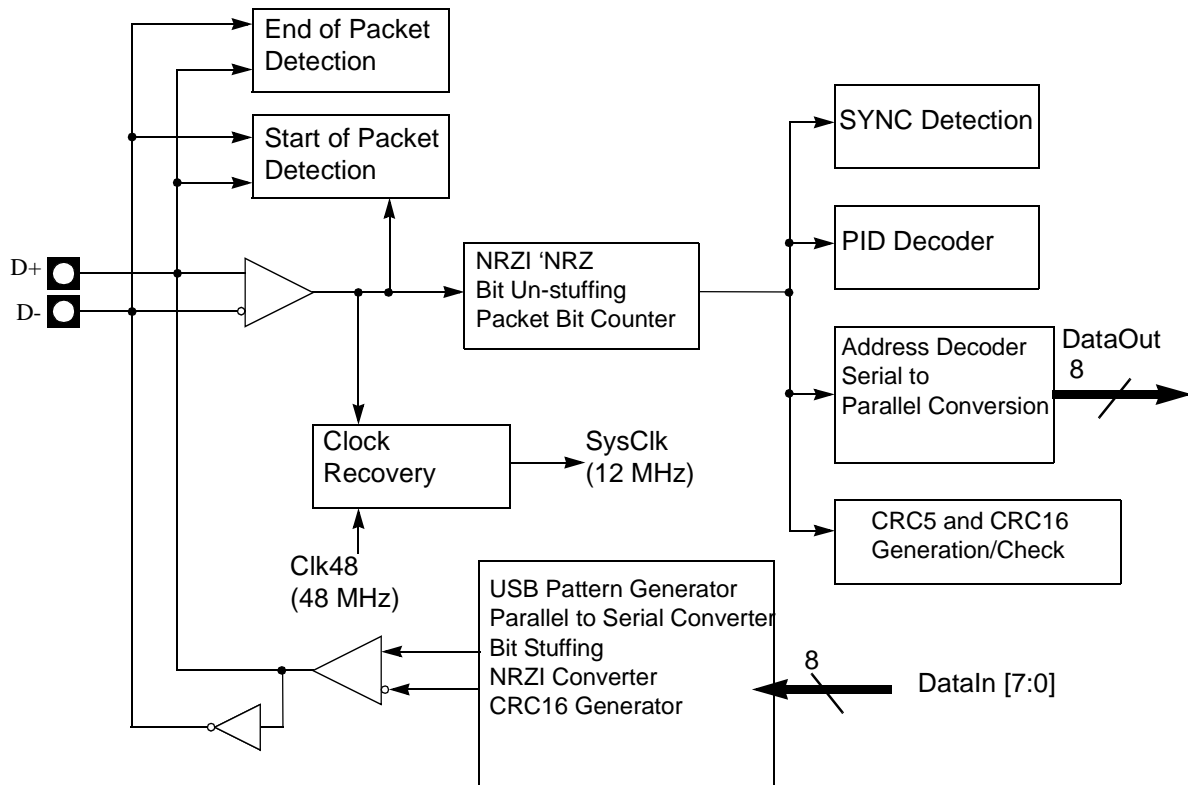 End of Packet
Detection
Start of Packet
Detection
SYNC Detection
PID Decoder
D+
D-
NRZI ‘NRZ
Bit Un-stuffing
Packet Bit Counter
Address Decoder
Serial to
Parallel Conversion
DataOut
8
Clock
Recovery
SysClk
(12 MHz)
CRC5 and CRC16
Generation/Check
Clk48
(48 MHz)
USB Pattern Generator
Parallel to Serial Converter
Bit Stuffing
NRZI Converter
CRC16 Generator
8
DataIn [7:0]